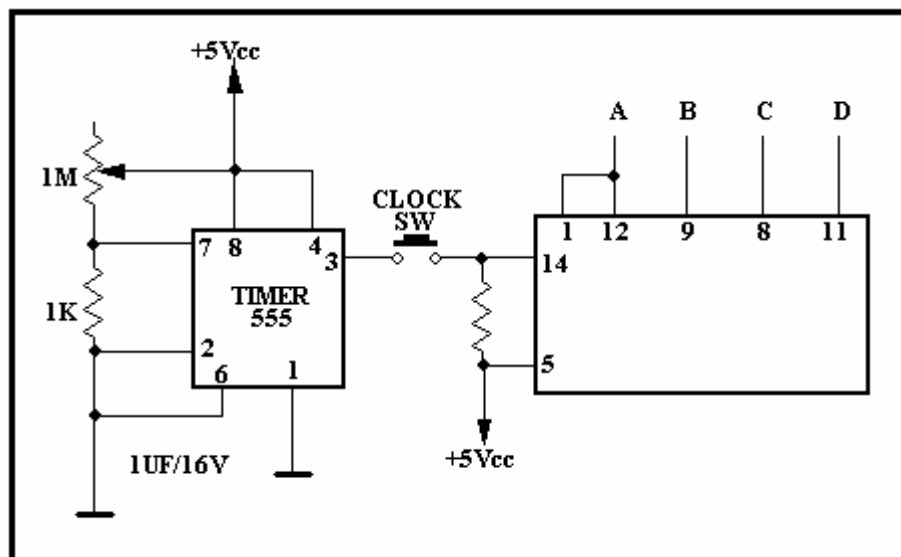 +5Vcc
A B C D
1M
CLOCK
SW
1 12 9 8 11
7 8 4
3
14
TIMER
555
1K
2
6 1
5
1UF/16V
+5Vcc